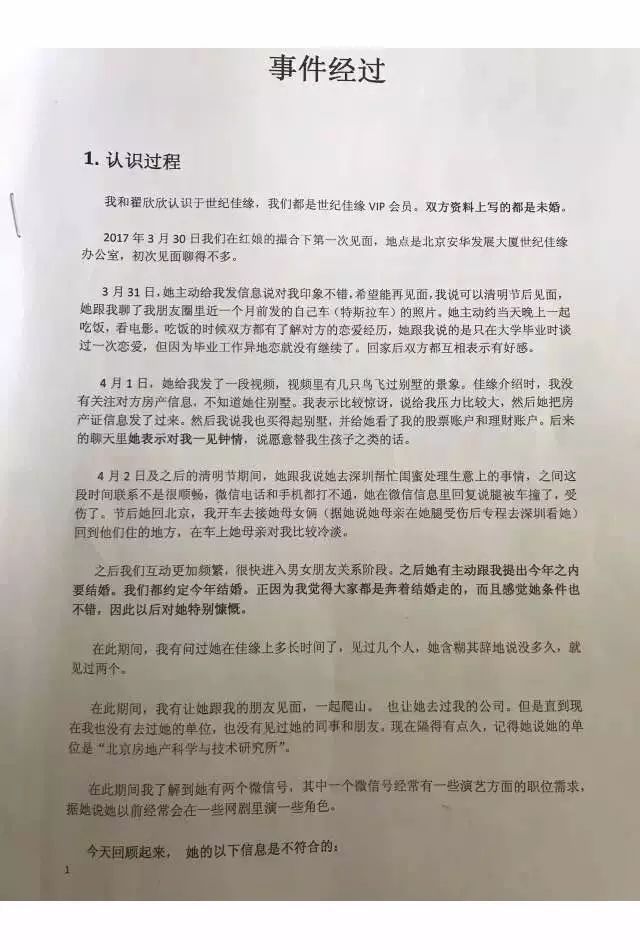 事件经过
1. 认识过程
我和翟欣欣认识于世纪佳缘，我们都是世纪佳缘 VIP 会员。双方资料上写的都是未婚。
2017 年 3 月 30 日我们在红娘的撮合下第一次见面，地点是北京安华发展大厦世纪佳缘
办公室，初次见面聊得不多。
3 月 31 日，她主动给我发信息说对我印象不错，希望能再见面，我说可以清明节后见面，
她跟我聊了我朋友圈里近一个月前发的自己车（特斯拉车）的照片。她主动约当天晚上一起
吃饭，看电影。吃饭的时候双方都有了解对方的恋爱经历，她跟我说的是只在大学毕业时谈
过一次恋爱，但因为毕业工作异地恋就没有继续了。回家后双方都互相表示有好感。
4 月 1 日，她给我发了一段视频，视频里有几只鸟飞过别墅的景象。佳缘介绍时，我没
有关注对方房产信息，不知道她住别墅。我表示比较惊讶，说给我压力比较大，然后她把房
产证信息发了过来。然后我说我也买得起别墅，并给她看了我的股票账户和理财账户。后来
的聊天里她表示对我一见钟情，说愿意替我生孩子之类的话。
4 月 2 日及之后的清明节期间，她跟我说她去深圳帮忙闺蜜处理生意上的事情，之间这
段时间联系不是很顺畅，微信电话和手机都打不通，她在微信信息里回复说腿被车撞了，受
伤了。节后她回北京，我开车去接她母女俩（据她说她母亲在她腿受伤后专程去深圳看她）
回到他们住的地方，在车上她母亲对我比较冷淡。
之后我们互动更加频繁，很快进入男女朋友关系阶段。之后她有主动跟我提出今年之内
要结婚。我们都约定今年结婚。正因为我觉得大家都是奔着结婚走的，而且感觉她条件也
不错，因此以后对她特别慷慨。
在此期间，我有问过她在佳缘上多长时间了，见过几个人，她含糊其辞地说没多久，就
见过两个。
在此期间，我有让她跟我的朋友见面，一起爬山。 也让她去过我的公司。但是直到现
在我也没有去过她的单位，也没有见过她的同事和朋友。现在隔得有点久，记得她说她的单
位是“北京房地产科学与技术研究所”。
在此期间我了解到她有两个微信号，其中一个微信号经常有一些演艺方面的职位需求，
据她说她以前经常会在一些网剧里演一些角色。
今天回顾起来， 她的以下信息是不符合的：
1